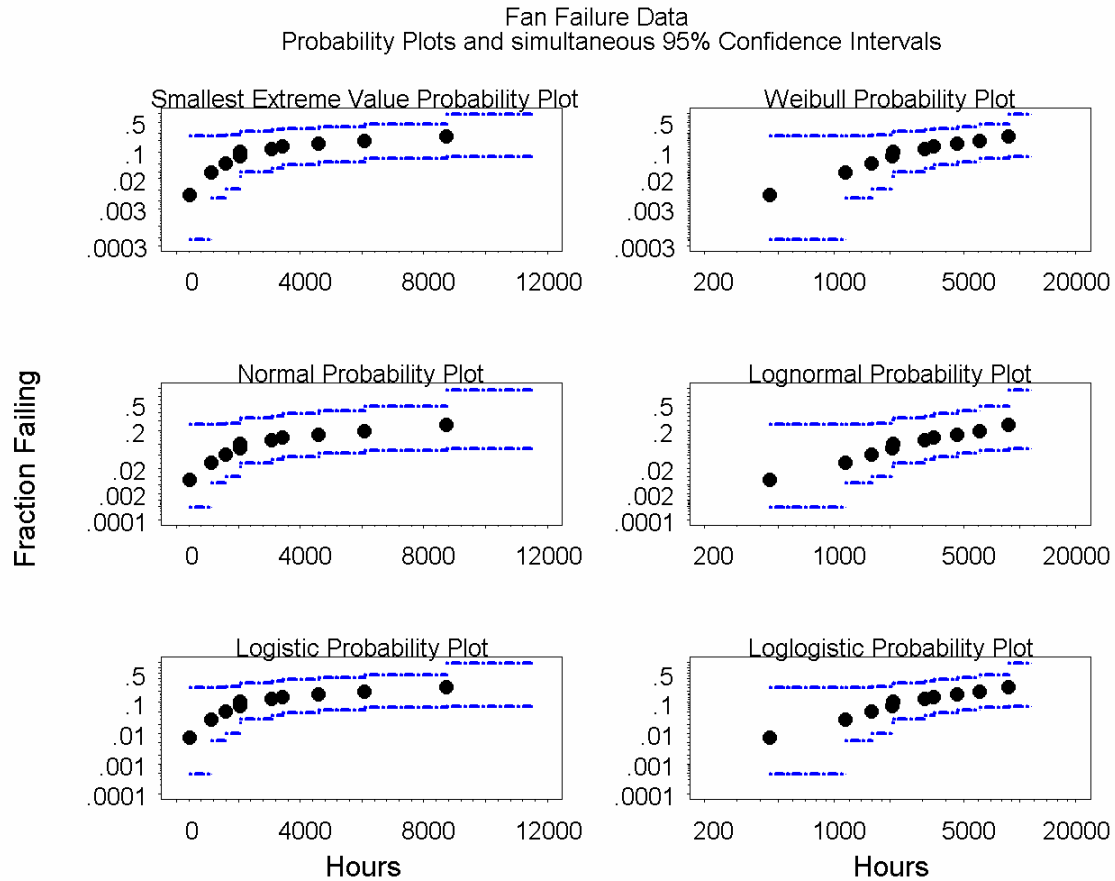 Fan Failure Data
Probability Plots and simultaneous 95% Confidence Intervals
Smallest Extreme Value Probability Plot
.5
.1
.02
.003
.0003
0 4000 8000 12000
Weibull Probability Plot
.5
.1
.02
.003
.0003
200 1000 5000 20000
Fraction Failing
Normal Probability Plot
.5
.2
.02
.002
.0001
0 4000 8000 12000
Lognormal Probability Plot
.5
.2
.02
.002
.0001
200 1000 5000 20000
Logistic Probability Plot
.5
.1
.01
.001
.0001
0 4000 8000 12000
Hours
Loglogistic Probability Plot
.5
.1
.01
.001
.0001
200 1000 5000 20000
Hours